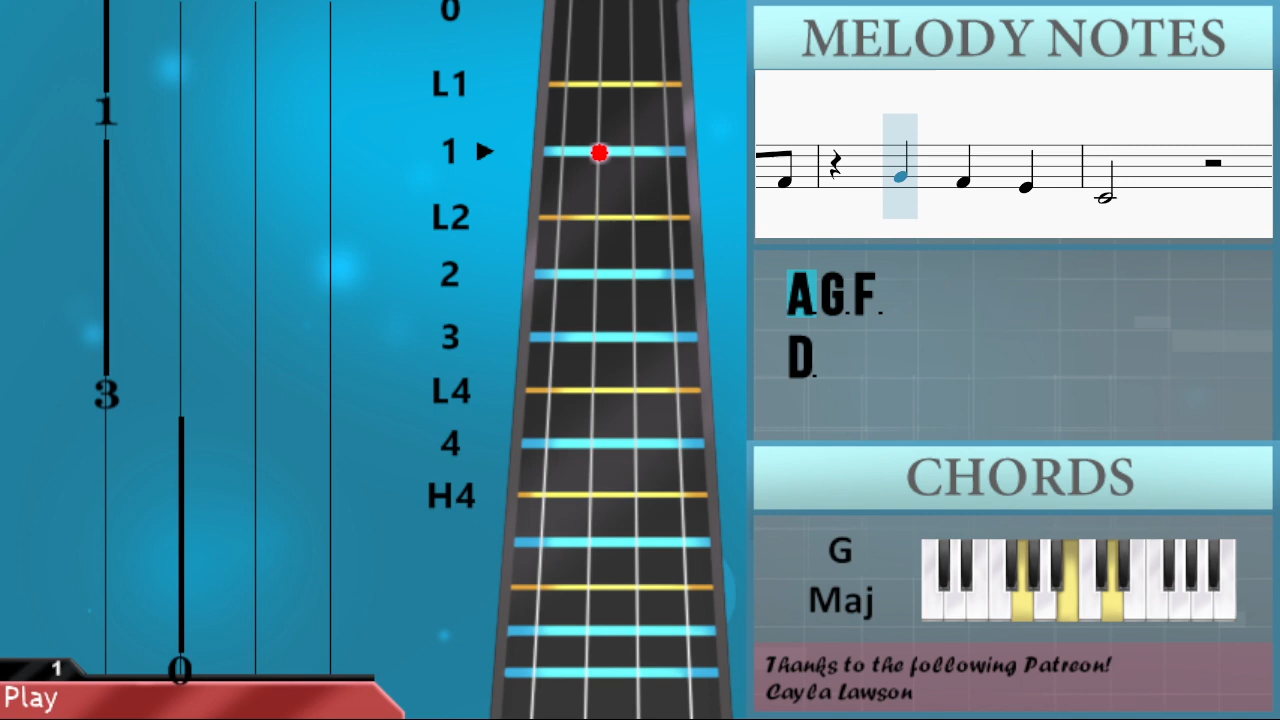 0
L1
1
L2
2
3
L4
4
H4
1
3
0
1
Play
MELODY NOTES
A.G.F.
D.
CHORDS
G
Maj
Thanks to the following Patreon!
Cayla Lawson